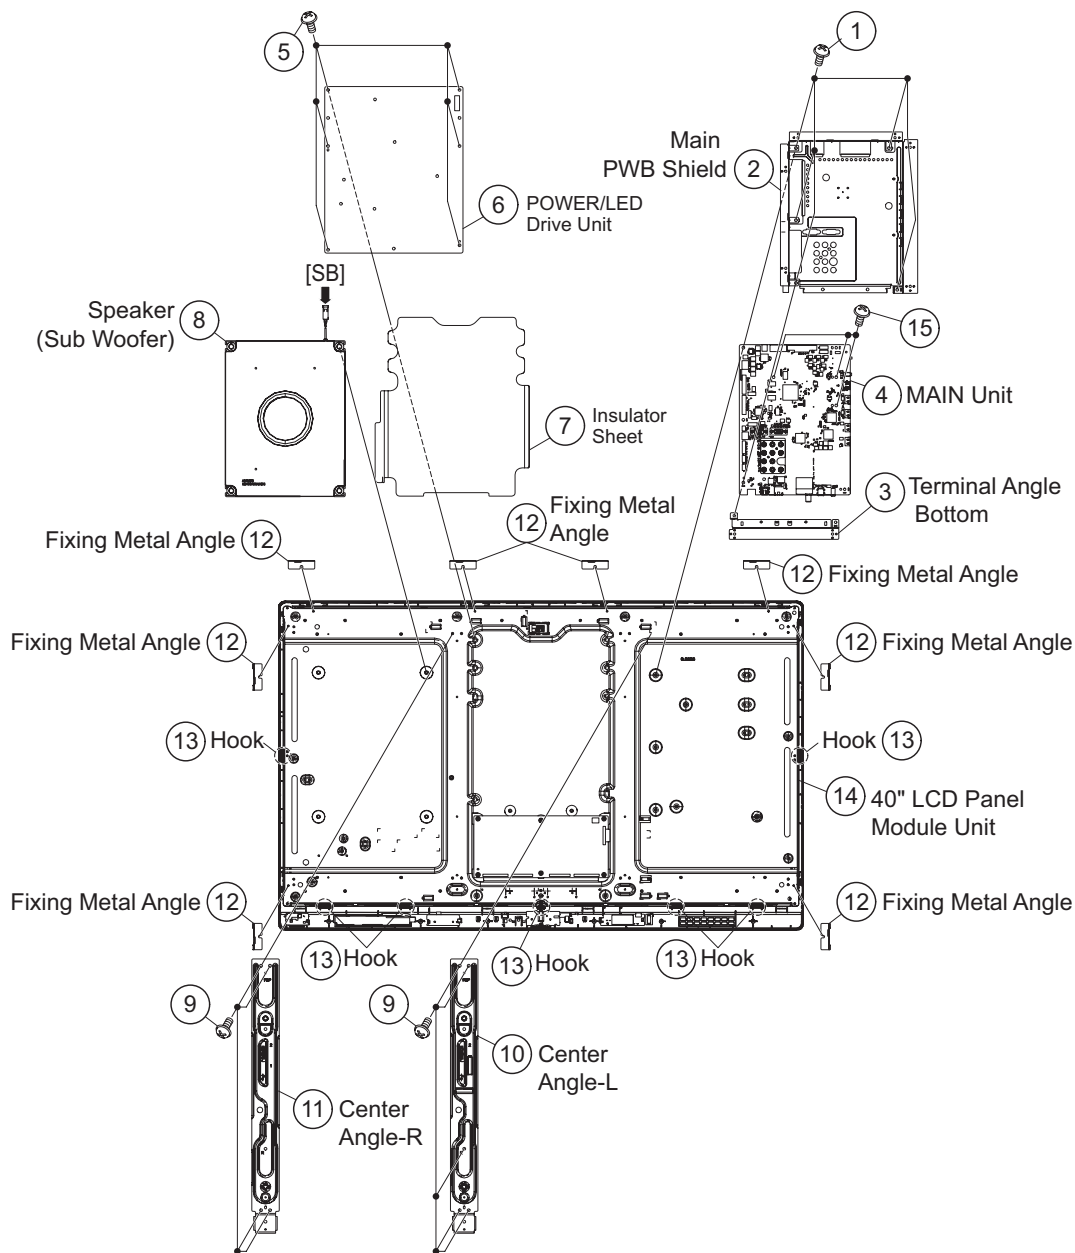 5
1
Main
PWB Shield 2
6 POWER/LED
Drive Unit
[SB]
Speaker
(Sub Woofer) 8
15
4 MAIN Unit
7 Insulator
Sheet
3 Terminal Angle
Bottom
12 Fixing Metal
Angle
Fixing Metal Angle 12
12 Fixing Metal Angle
Fixing Metal Angle 12
12 Fixing Metal Angle
13 Hook
Hook 13
14 40" LCD Panel
Module Unit
Fixing Metal Angle 12
12 Fixing Metal Angle
13 Hook
13 Hook
13 Hook
9
9
10 Center
Angle-L
11 Center
Angle-R